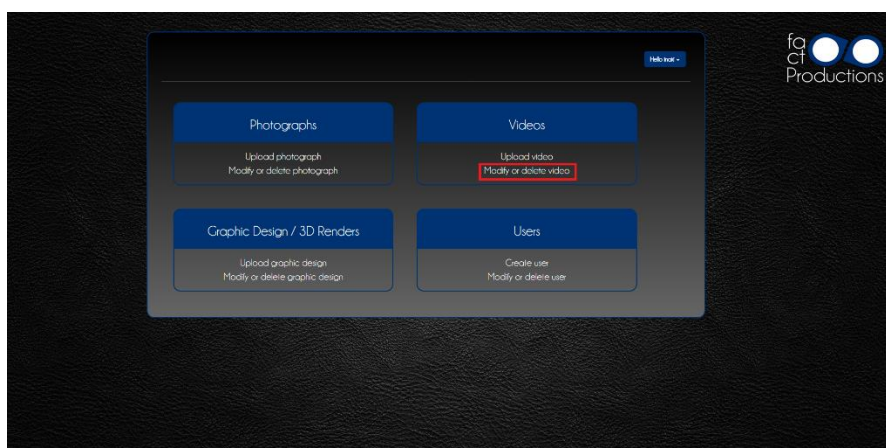 fa
ct
Productions
Hello Inaxi
Photographs
Upload photograph
Modify or delete photograph
Videos
Upload video
Modify or delete video
Graphic Design / 3D Renders
Upload graphic design
Modify or delete graphic design
Users
Create user
Modify or delete user